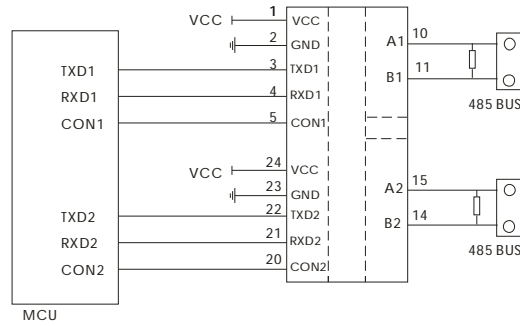 VCC 1 VCC
2 GND
A1 10
TXD1 3 TXD1
B1 11
RXD1 4 RXD1
485 BUS
CON1 5 CON1
VCC 24 VCC
23 GND
A2 15
TXD2 22 TXD2
B2 14
RXD2 21 RXD2
485 BUS
CON2 20 CON2
MCU